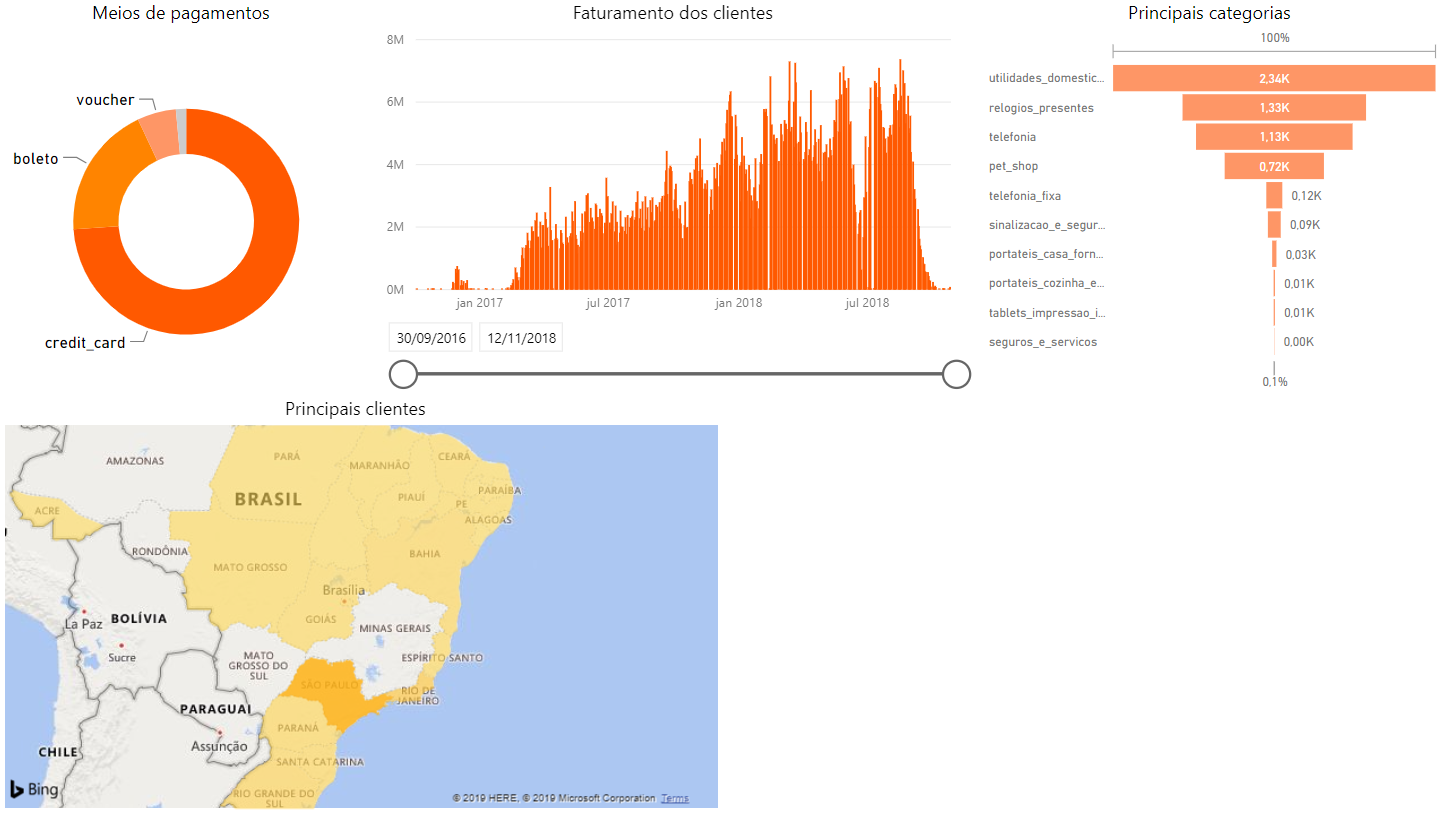 Meios de pagamentos
voucher
boleto
credit_card
Faturamento dos clientes
8M
6M
4M
2M
0M
jan 2017
jul 2017
jan 2018
jul 2018
30/09/2016
12/11/2018
Principais categorias
100%
utilidades_domestic... 2,34K
relogios_presentes 1,33K
telefonia 1,13K
pet_shop 0,72K
telefonia_fixa 0,12K
sinalizacao_e_segur... 0,09K
portateis_casa_forn... 0,03K
portateis_cozinha_e... 0,01K
tablets_impressao_i... 0,01K
seguros_e_servicos 0,00K
0,1%
Principais clientes
AMAZONAS
PARÁ
MARANHÃO
CEARÁ
BRASIL
PIAUÍ
PARAÍBA
PE
ACRE
ALAGOAS
RONDÔNIA
BAHIA
MATO GROSSO
Brasília
La Paz
BOLÍVIA
GOIÁS
MINAS GERAIS
Sucre
MATO
GROSSO DO
SUL
ESPÍRITO SANTO
SÃO PAULO
RIO DE
JANEIRO
PARAGUAI
PARANÁ
Assunção
CHILE
SANTA CATARINA
RIO GRANDE DO
SUL
Bing
© 2019 HERE, © 2019 Microsoft Corporation Terms